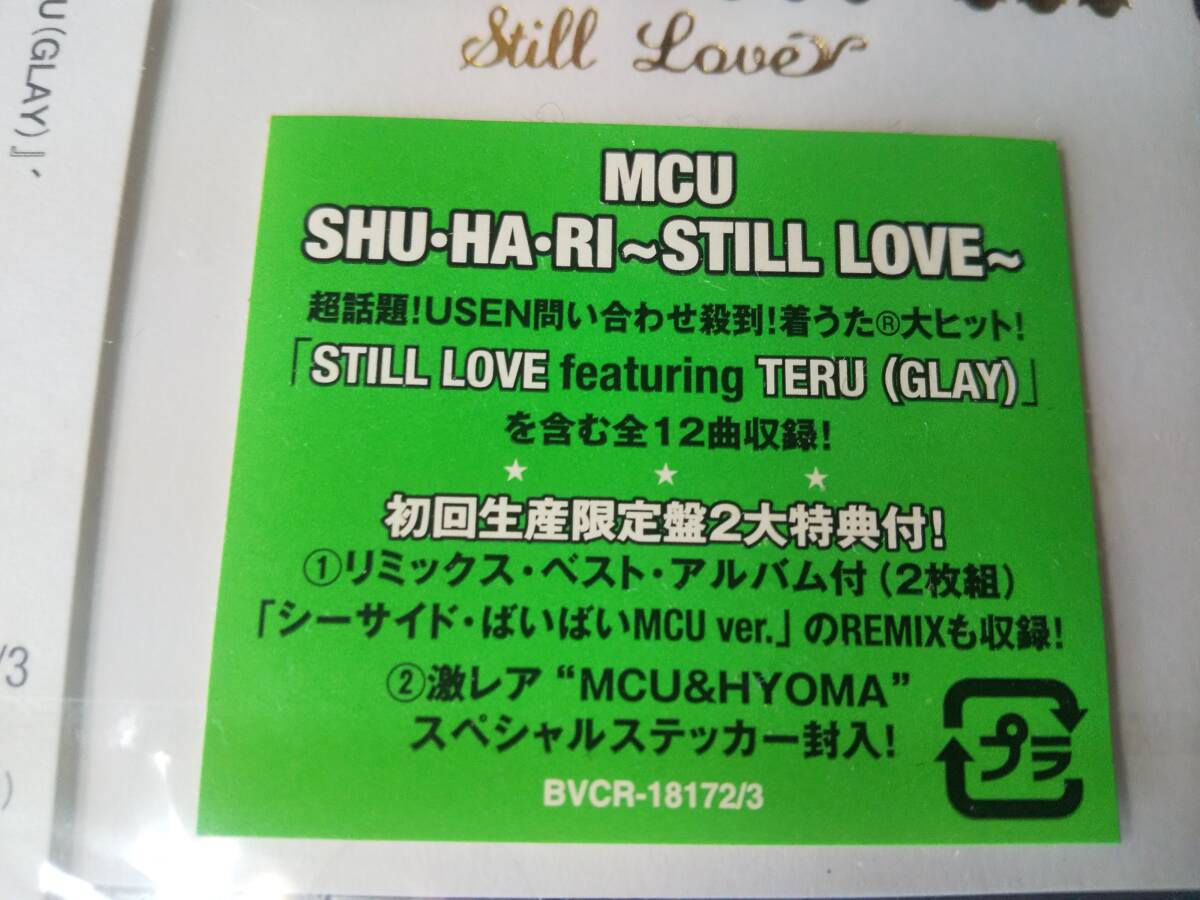 U(GLAY)』、
Still Love
MCU
SHU・HA・RI~STILL LOVE~
超話題!USEN問い合わせ殺到!着うた®大ヒット!
「STILL LOVE featuring TERU (GLAY)」
を含む全12曲収録!
★ ★ ★
初回生産限定盤2大特典付!
①リミックス・ベスト・アルバム付(2枚組)
「シーサイド・ばいばいMCU ver.」のREMIXも収録!
②激レア “MCU&HYOMA”
スペシャルステッカー封入!
プラ
BVCR-18172/3
/3
)